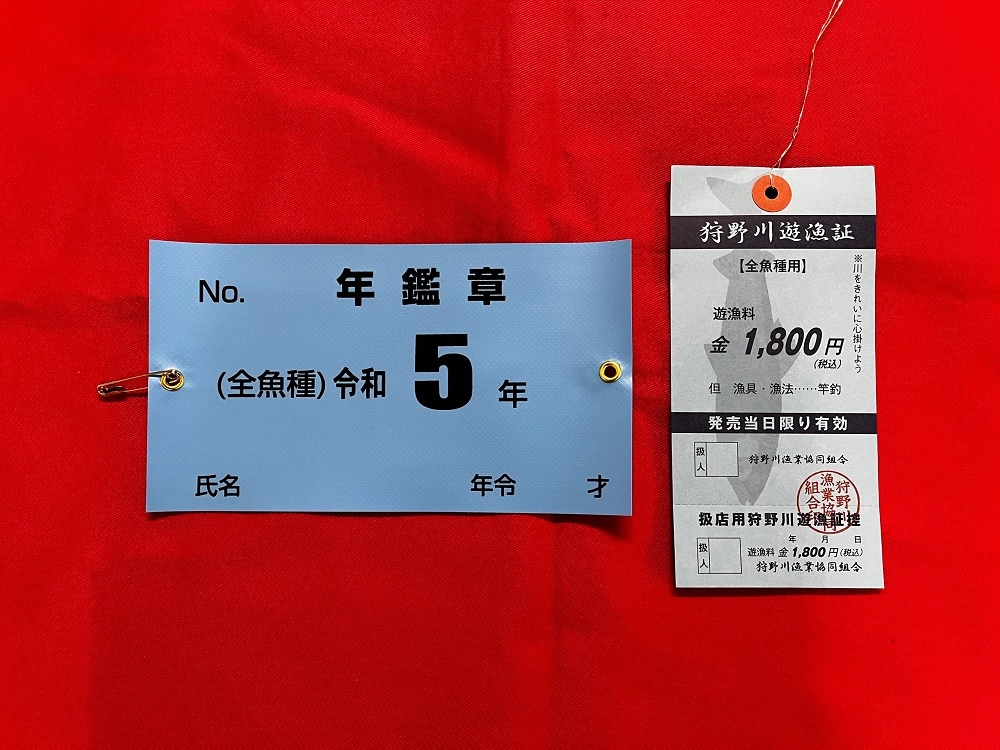 No. 年鑑章
(全魚種) 令和 5 年
氏名 年令 才
狩野川遊漁証
【全魚種用】
※川をきれいに心掛けよう
遊漁料
金 1,800円
(税込)
但 漁具・漁法……竿釣
発売当日限り有効
扱人 狩野川漁業協同組合
狩野川漁業協同組合
扱店用狩野川遊漁証控
年 月 日
扱人 遊漁料 金 1,800円(税込)
狩野川漁業協同組合